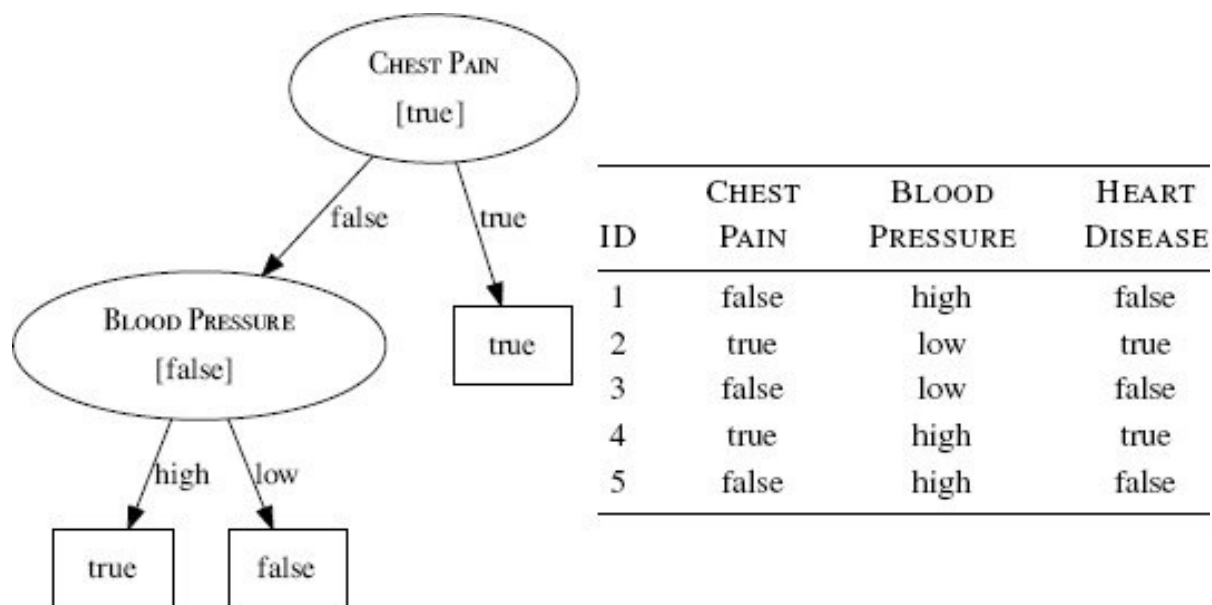 CHEST PAIN
[true]
false
true
BLOOD PRESSURE
[false]
true
high
low
true
false
CHEST BLOOD HEART
ID PAIN PRESSURE DISEASE
1 false high false
2 true low true
3 false low false
4 true high true
5 false high false